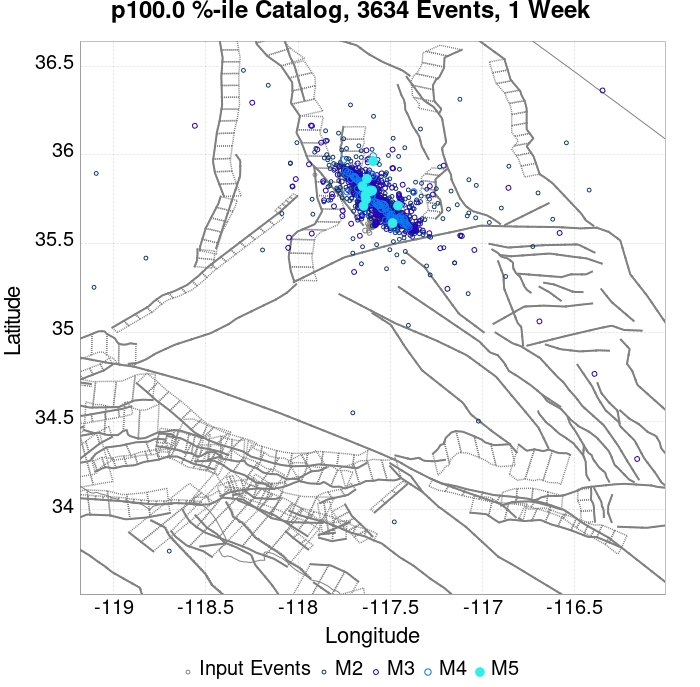 p100.0 %-ile Catalog, 3634 Events, 1 Week
36.5
36
35.5
35
34.5
34
Latitude
-119 -118.5 -118 -117.5 -117 -116.5
Longitude
Input Events M2 M3 M4 M5